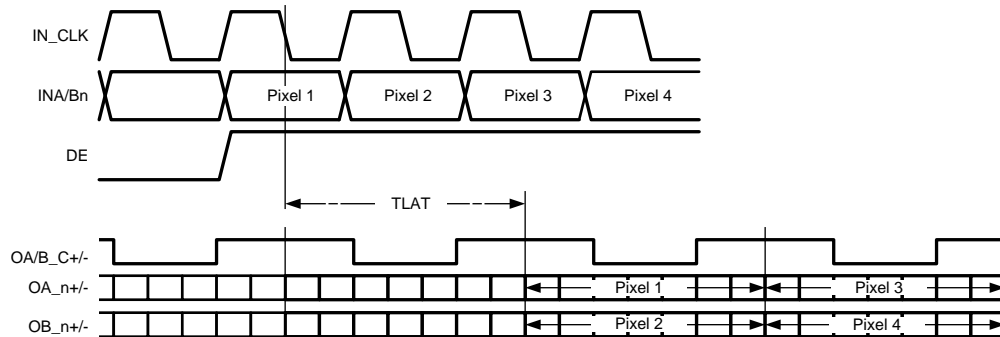 IN_CLK
INA/Bn
Pixel 1 Pixel 2 Pixel 3 Pixel 4
DE
TLAT
OA/B_C+/-
OA_n+/-
Pixel 1 Pixel 3
OB_n+/-
Pixel 2 Pixel 4